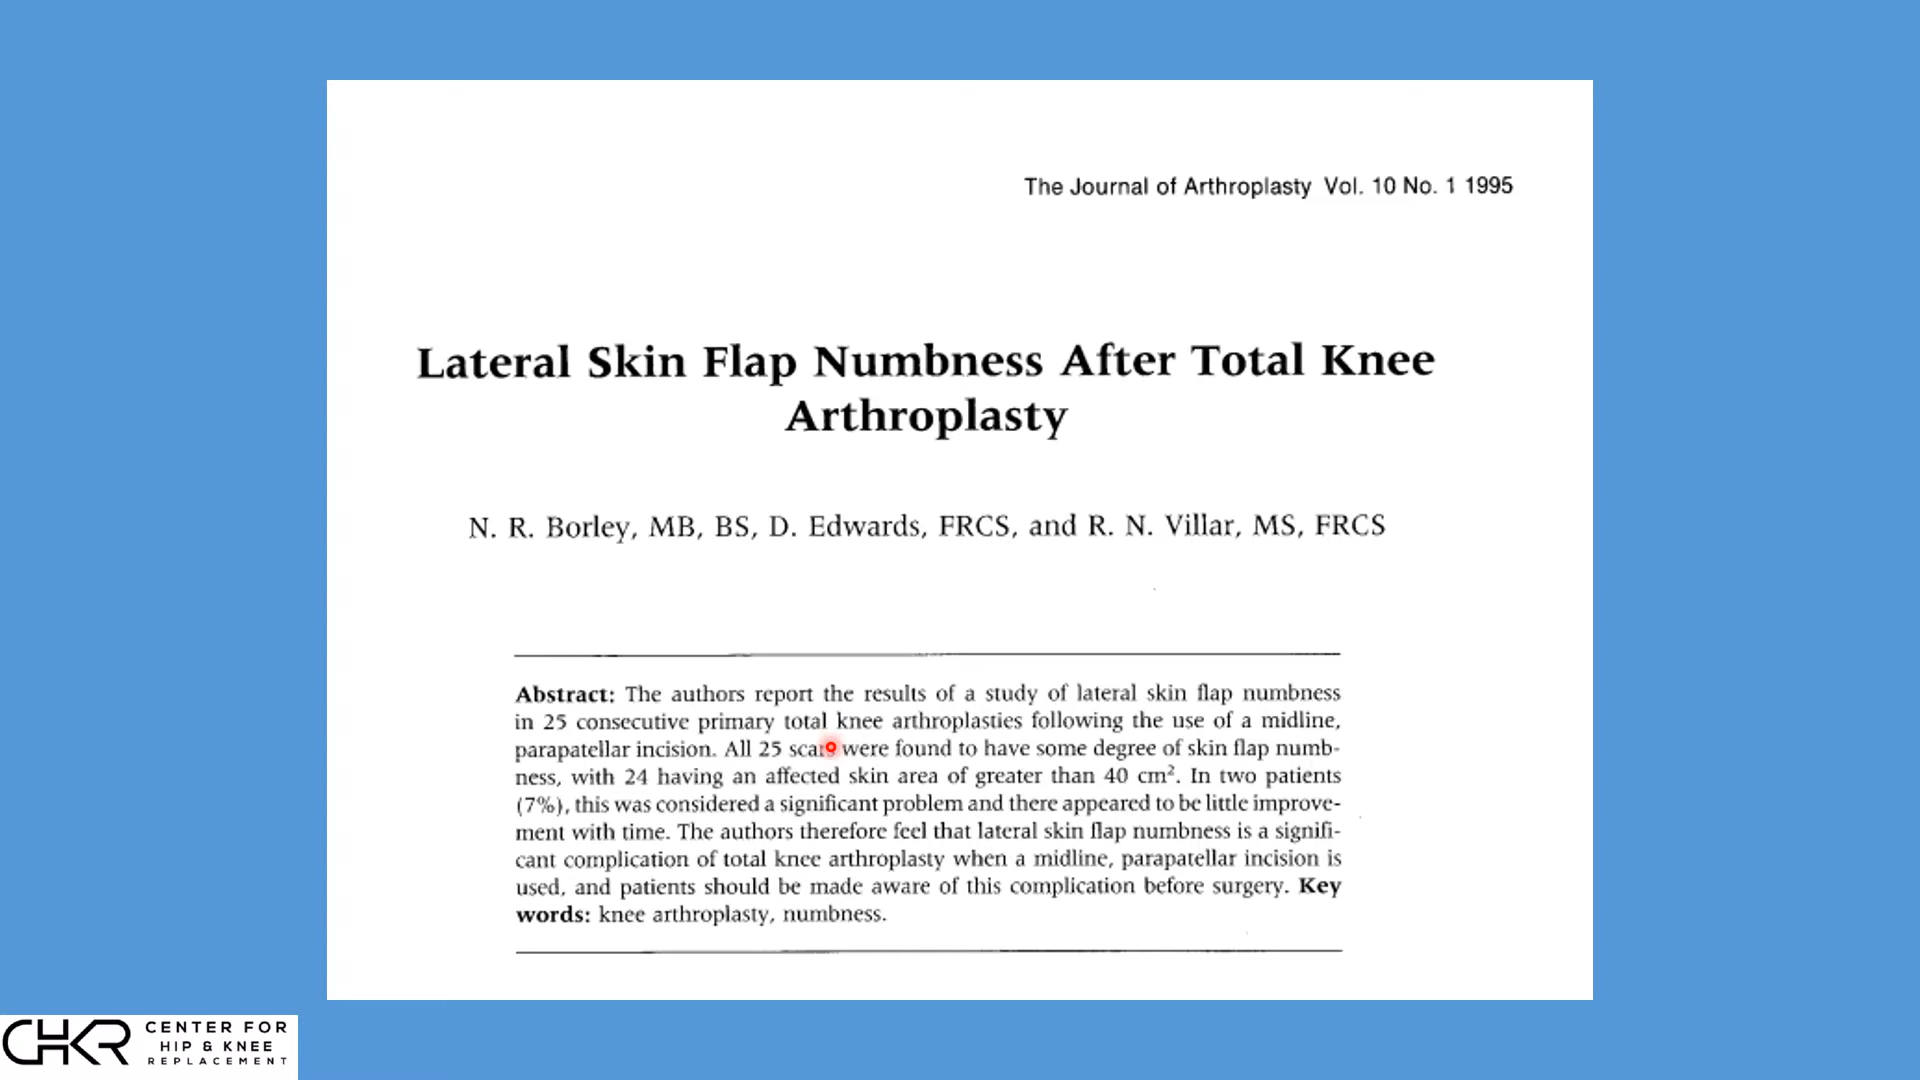 The Journal of Arthroplasty Vol. 10 No. 1 1995
Lateral Skin Flap Numbness After Total Knee
Arthroplasty
N. R. Borley, MB, BS, D. Edwards, FRCS, and R. N. Villar, MS, FRCS
Abstract: The authors report the results of a study of lateral skin flap numbness
in 25 consecutive primary total knee arthroplasties following the use of a midline,
parapatellar incision. All 25 scars were found to have some degree of skin flap numb-
ness, with 24 having an affected skin area of greater than 40 cm². In two patients
(7%), this was considered a significant problem and there appeared to be little improve-
ment with time. The authors therefore feel that lateral skin flap numbness is a signifi-
cant complication of total knee arthroplasty when a midline, parapatellar incision is
used, and patients should be made aware of this complication before surgery. Key
words: knee arthroplasty, numbness.
CHKR
CENTER FOR
HIP & KNEE
REPLACEMENT